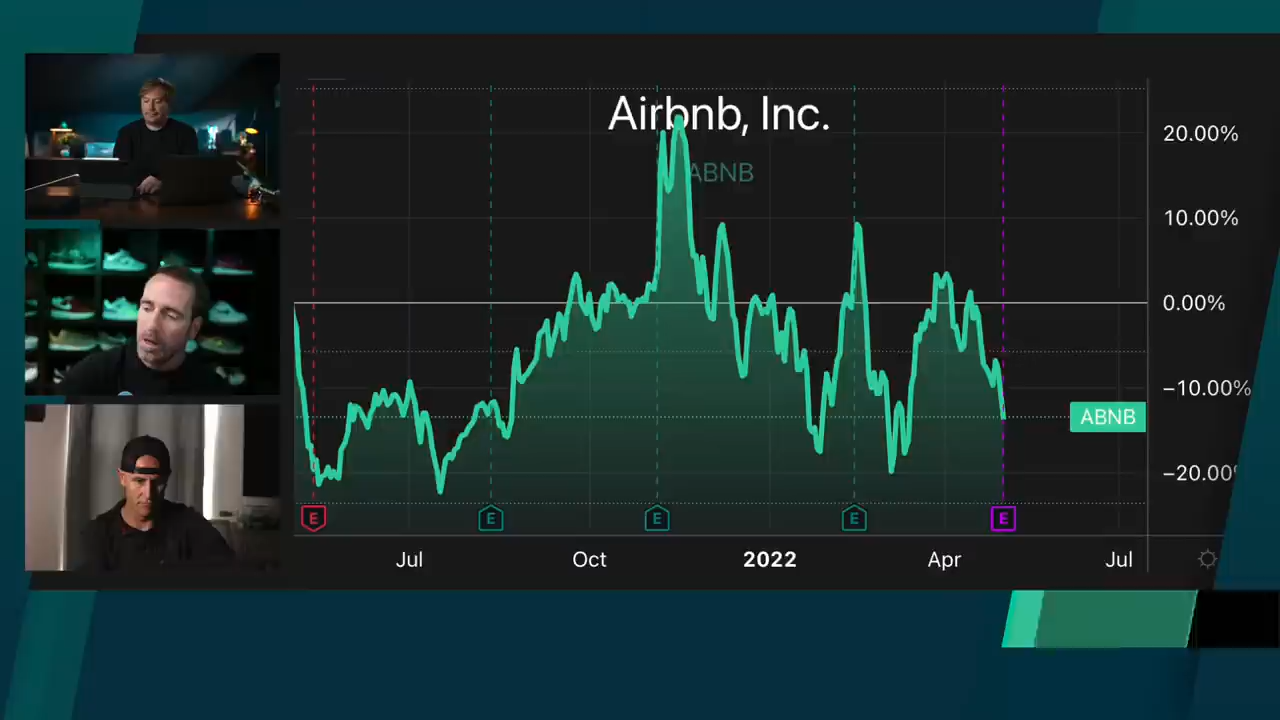 Airbnb, Inc.
ABNB
20.00%
10.00%
0.00%
−10.00%
ABNB
−20.00%
E
E
E
E
E
Jul
Oct
2022
Apr
Jul